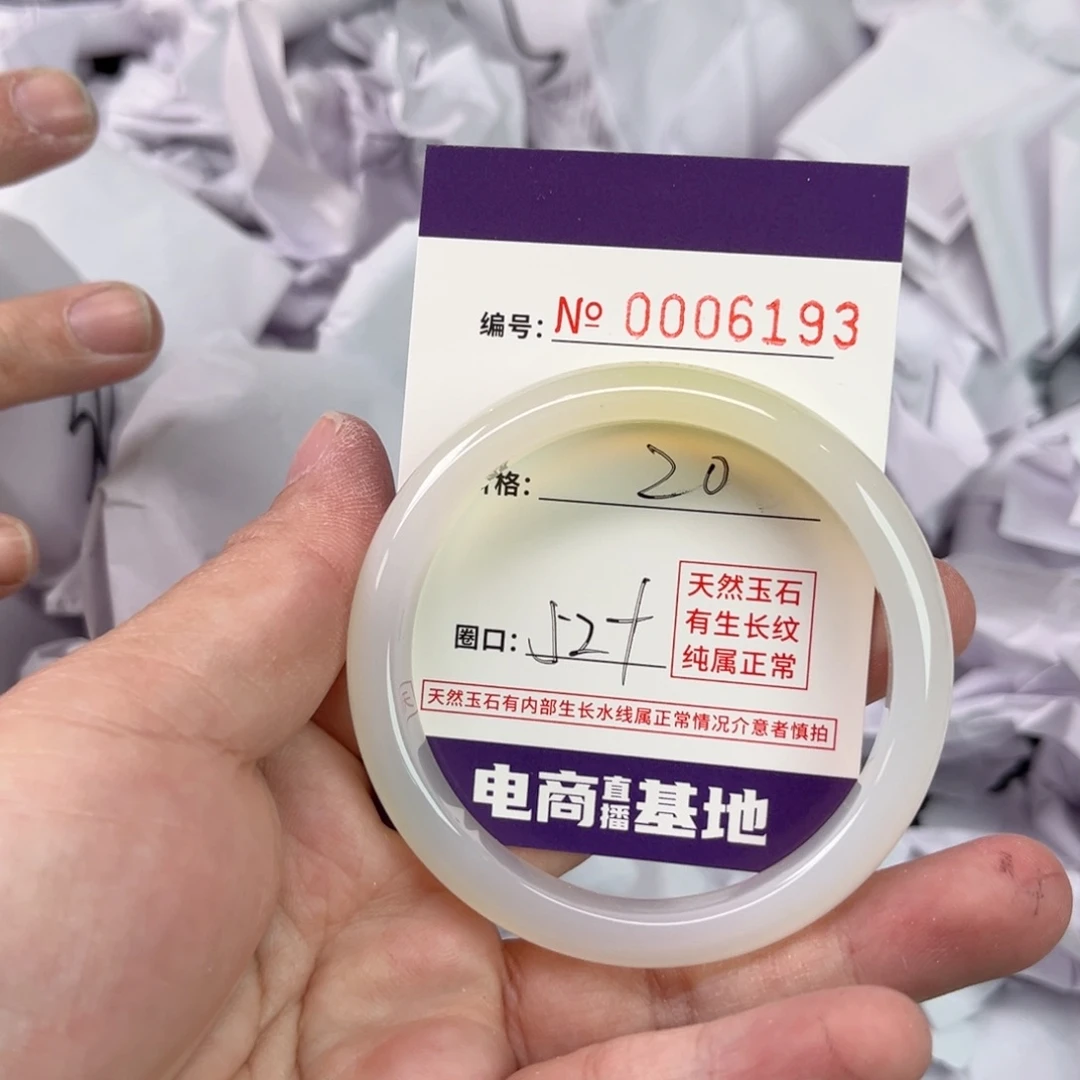 编号: № 0006193
格: 20
圈口: 52+
天然玉石
有生长纹
纯属正常
天然玉石有内部生长水线属正常情况介意者慎拍
电商直播基地